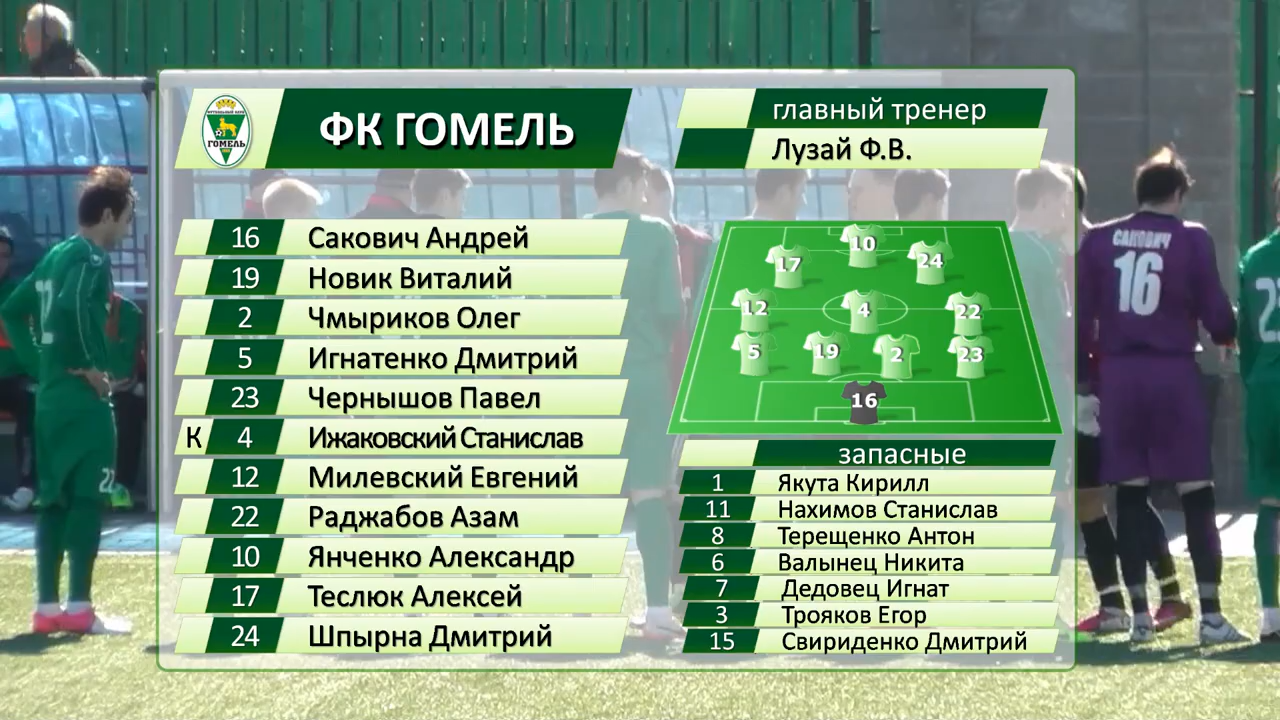 ФУТБОЛЬНЫЙ КЛУБ
ГОМЕЛЬ
ФК ГОМЕЛЬ
главный тренер
Лузай Ф.В.
16 Сакович Андрей
19 Новик Виталий
2 Чмыриков Олег
5 Игнатенко Дмитрий
23 Чернышов Павел
К 4 Ижаковский Станислав
12 Милевский Евгений
22 Раджабов Азам
10 Янченко Александр
17 Теслюк Алексей
24 Шпырна Дмитрий
10
17 24
12 4 22
5 19 2 23
16
запасные
1 Якута Кирилл
11 Нахимов Станислав
8 Терещенко Антон
6 Валынец Никита
7 Дедовец Игнат
3 Трояков Егор
15 Свириденко Дмитрий
САКОВИЧ
16